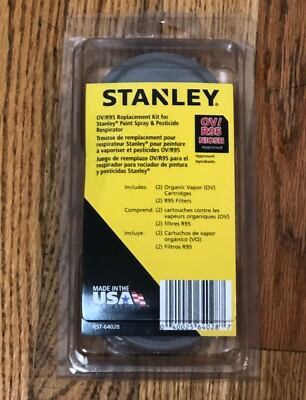 STANLEY®
OV/R95 Replacement Kit for
Stanley® Paint Spray & Pesticide
Respirator
Trousse de remplacement pour
respirateur Stanley® pour peinture
à vaporiser et pesticides OV/R95
Juego de reemplazo OV/R95 para el
respirador para rociador de pintura
y pesticidas Stanley®
OV/
R95
NIOSH
Approved
Approuvé
Aprobado
Includes: (2) Organic Vapor (OV)
Cartridges
(2) R95 Filters
Comprend: (2) cartouches contre les
vapeurs organiques (OV)
(2) filtres R95
Incluye: (2) Cartuchos de vapor
orgánico (VO)
(2) Filtros R95
MADE IN THE
USA
RST-64028